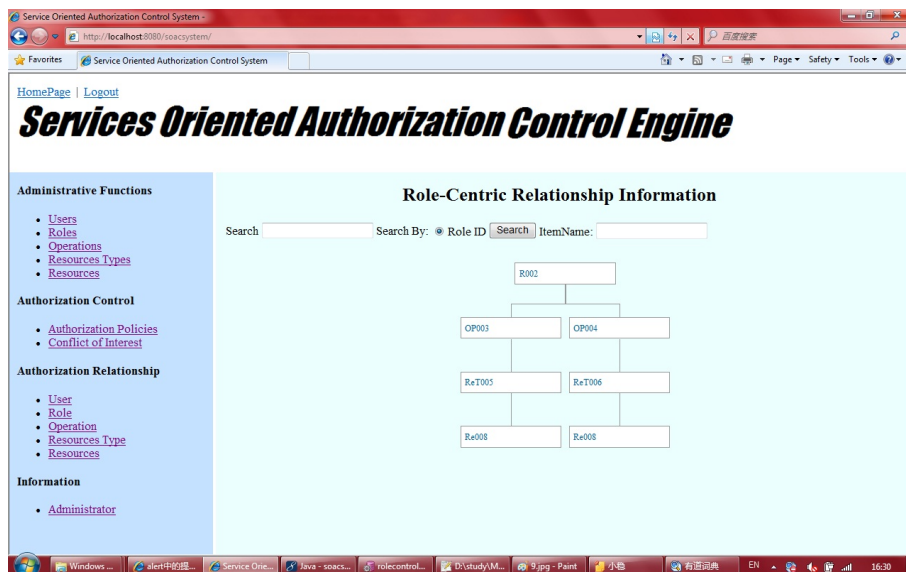 Service Oriented Authorization Control System -
http://localhost:8080/soacsystem/
百度搜索
Favorites
Service Oriented Authorization Control System
Page
Safety
Tools
HomePage | Logout
Services Oriented Authorization Control Engine
Administrative Functions
Users
Roles
Operations
Resources Types
Resources
Authorization Control
Authorization Policies
Conflict of Interest
Authorization Relationship
User
Role
Operation
Resources Type
Resources
Information
Administrator
Role-Centric Relationship Information
Search Search By: Role ID Search ItemName:
R002
OP003 OP004
ReT005 ReT006
Re008 Re008
Windows ...
alert中的提...
Service Orie...
Java - soacs...
rolecontrol...
D:\study\M...
9.jpg - Paint
有道词典
EN
16:30